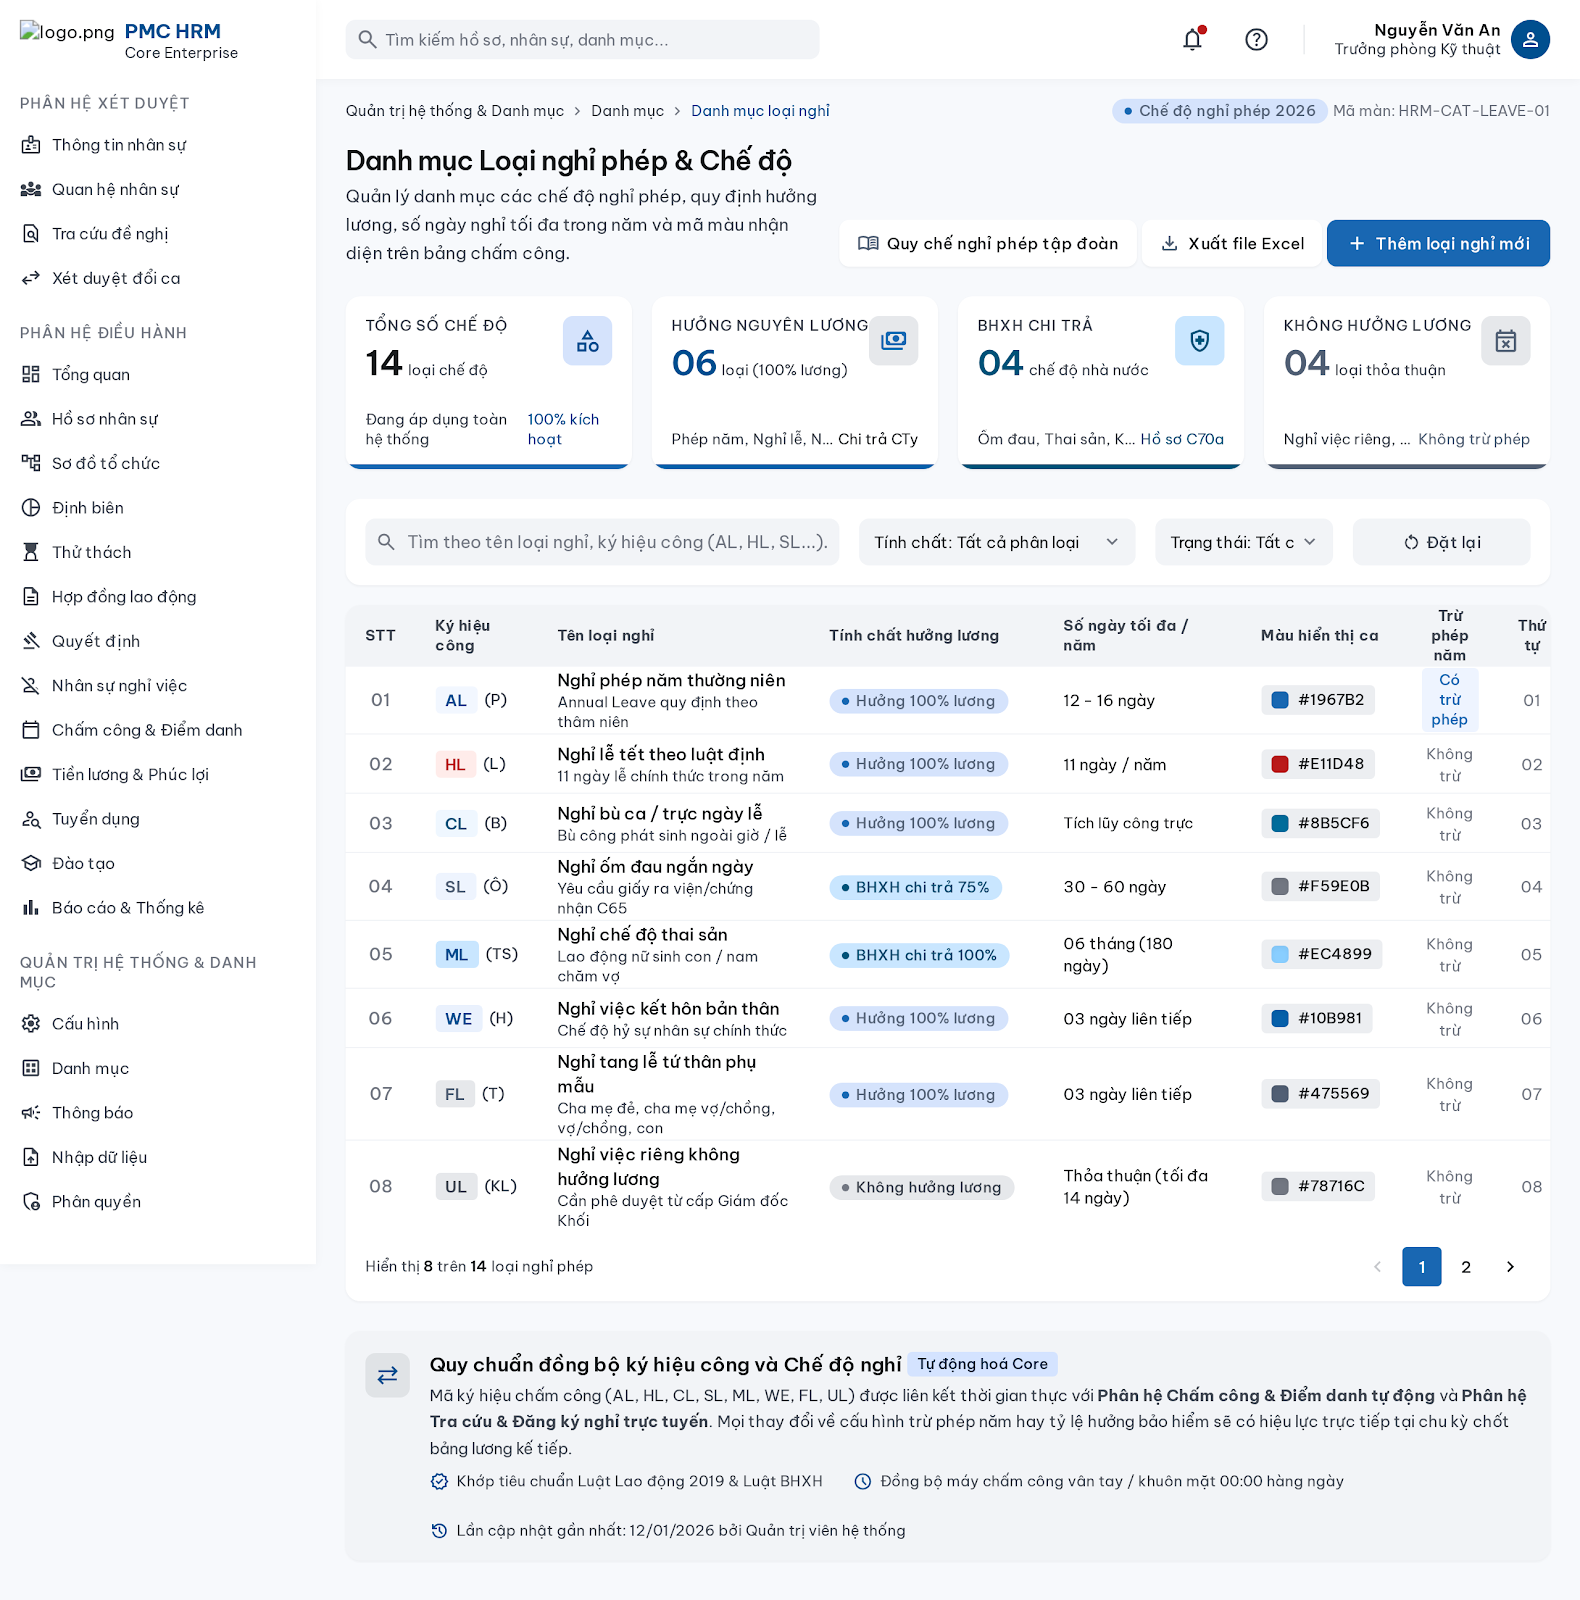 logo.png
PMC HRM
Core Enterprise
Tìm kiếm hồ sơ, nhân sự, danh mục...
Nguyễn Văn An
Trưởng phòng Kỹ thuật
PHÂN HỆ XÉT DUYỆT
Thông tin nhân sự
Quan hệ nhân sự
Tra cứu đề nghị
Xét duyệt đổi ca
PHÂN HỆ ĐIỀU HÀNH
Tổng quan
Hồ sơ nhân sự
Sơ đồ tổ chức
Định biên
Thử thách
Hợp đồng lao động
Quyết định
Nhân sự nghỉ việc
Chấm công & Điểm danh
Tiền lương & Phúc lợi
Tuyển dụng
Đào tạo
Báo cáo & Thống kê
QUẢN TRỊ HỆ THỐNG & DANH
MỤC
Cấu hình
Danh mục
Thông báo
Nhập dữ liệu
Phân quyền
Quản trị hệ thống & Danh mục > Danh mục > Danh mục loại nghỉ
Chế độ nghỉ phép 2026 Mã màn: HRM-CAT-LEAVE-01
Danh mục Loại nghỉ phép & Chế độ
Quản lý danh mục các chế độ nghỉ phép, quy định hưởng
lương, số ngày nghỉ tối đa trong năm và mã màu nhận
diện trên bảng chấm công.
Quy chế nghỉ phép tập đoàn
Xuất file Excel
Thêm loại nghỉ mới
TỔNG SỐ CHẾ ĐỘ
14 loại chế độ
Đang áp dụng toàn
hệ thống
100% kích
hoạt
HƯỞNG NGUYÊN LƯƠNG
06 loại (100% lương)
Phép năm, Nghỉ lễ, N... Chi trả CTy
BHXH CHI TRẢ
04 chế độ nhà nước
Ốm đau, Thai sản, K... Hồ sơ C70a
KHÔNG HƯỞNG LƯƠNG
04 loại thỏa thuận
Nghỉ việc riêng, ... Không trừ phép
Tìm theo tên loại nghỉ, ký hiệu công (AL, HL, SL...).
Tính chất: Tất cả phân loại
Trạng thái: Tất c
Đặt lại
STT
Ký hiệu
công
Tên loại nghỉ
Tính chất hưởng lương
Số ngày tối đa /
năm
Màu hiển thị ca
Trừ
phép
năm
Thứ
tự
01
AL (P)
Nghỉ phép năm thường niên
Annual Leave quy định theo
thâm niên
Hưởng 100% lương
12 - 16 ngày
#1967B2
Có
trừ
phép
01
02
HL (L)
Nghỉ lễ tết theo luật định
11 ngày lễ chính thức trong năm
Hưởng 100% lương
11 ngày / năm
#E11D48
Không
trừ
02
03
CL (B)
Nghỉ bù ca / trực ngày lễ
Bù công phát sinh ngoài giờ / lễ
Hưởng 100% lương
Tích lũy công trực
#8B5CF6
Không
trừ
03
04
SL (Ô)
Nghỉ ốm đau ngắn ngày
Yêu cầu giấy ra viện/chứng
nhận C65
BHXH chi trả 75%
30 - 60 ngày
#F59E0B
Không
trừ
04
05
ML (TS)
Nghỉ chế độ thai sản
Lao động nữ sinh con / nam
chăm vợ
BHXH chi trả 100%
06 tháng (180
ngày)
#EC4899
Không
trừ
05
06
WE (H)
Nghỉ việc kết hôn bản thân
Chế độ hỷ sự nhân sự chính thức
Hưởng 100% lương
03 ngày liên tiếp
#10B981
Không
trừ
06
07
FL (T)
Nghỉ tang lễ tứ thân phụ
mẫu
Cha mẹ đẻ, cha mẹ vợ/chồng,
vợ/chồng, con
Hưởng 100% lương
03 ngày liên tiếp
#475569
Không
trừ
07
08
UL (KL)
Nghỉ việc riêng không
hưởng lương
Cần phê duyệt từ cấp Giám đốc
Khối
Không hưởng lương
Thỏa thuận (tối đa
14 ngày)
#78716C
Không
trừ
08
Hiển thị 8 trên 14 loại nghỉ phép
1 2
Quy chuẩn đồng bộ ký hiệu công và Chế độ nghỉ Tự động hoá Core
Mã ký hiệu chấm công (AL, HL, CL, SL, ML, WE, FL, UL) được liên kết thời gian thực với Phân hệ Chấm công & Điểm danh tự động và Phân hệ
Tra cứu & Đăng ký nghỉ trực tuyến. Mọi thay đổi về cấu hình trừ phép năm hay tỷ lệ hưởng bảo hiểm sẽ có hiệu lực trực tiếp tại chu kỳ chốt
bảng lương kế tiếp.
Khớp tiêu chuẩn Luật Lao động 2019 & Luật BHXH
Đồng bộ máy chấm công vân tay / khuôn mặt 00:00 hàng ngày
Lần cập nhật gần nhất: 12/01/2026 bởi Quản trị viên hệ thống